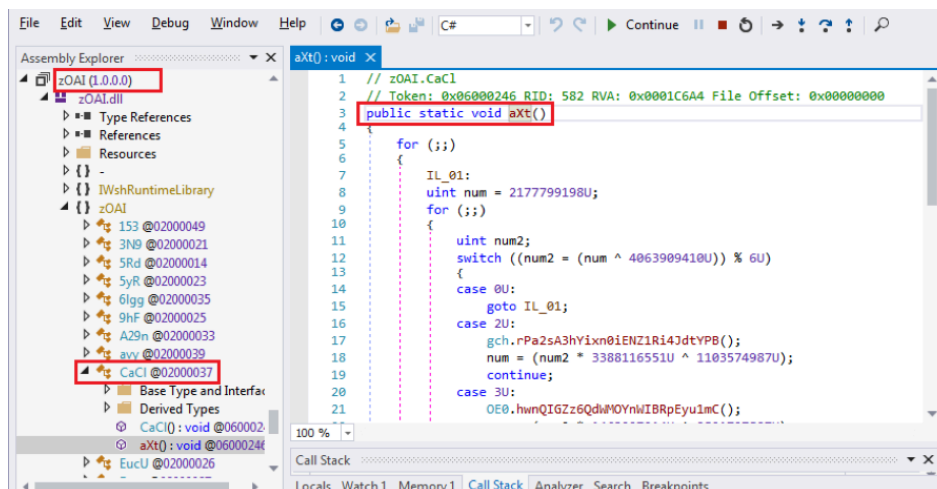 File Edit View Debug Window Help C# Continue
Assembly Explorer
zOAI (1.0.0.0)
zOAI.dll
Type References
References
Resources
{ } -
{ } IWshRuntimeLibrary
{ } zOAI
153 @02000049
3N9 @02000021
5Rd @02000014
5yR @02000023
6lgg @02000035
9hF @02000025
A29n @02000033
avy @02000039
CaCl @02000037
Base Type and Interfac
Derived Types
CaCl() : void @060002
aXt() : void @06000246
EucU @02000026
aXt() : void
1 // zOAI.CaCl
2 // Token: 0x06000246 RID: 582 RVA: 0x0001C6A4 File Offset: 0x00000000
3 public static void aXt()
4 {
5 for (;;)
6 {
7 IL_01:
8 uint num = 2177799198U;
9 for (;;)
10 {
11 uint num2;
12 switch ((num2 = (num ^ 4063909410U)) % 6U)
13 {
14 case 0U:
15 goto IL_01;
16 case 2U:
17 gch.rPa2sA3hYixn0iENZ1Ri4JdtYPB();
18 num = (num2 * 3388116551U ^ 1103574987U);
19 continue;
20 case 3U:
21 OE0.hwnQIGZz6QdWMOYnWIBRpEyu1mC();
100 %
Call Stack
Locals Watch 1 Memory 1 Call Stack Analyzer Search Breakpoints